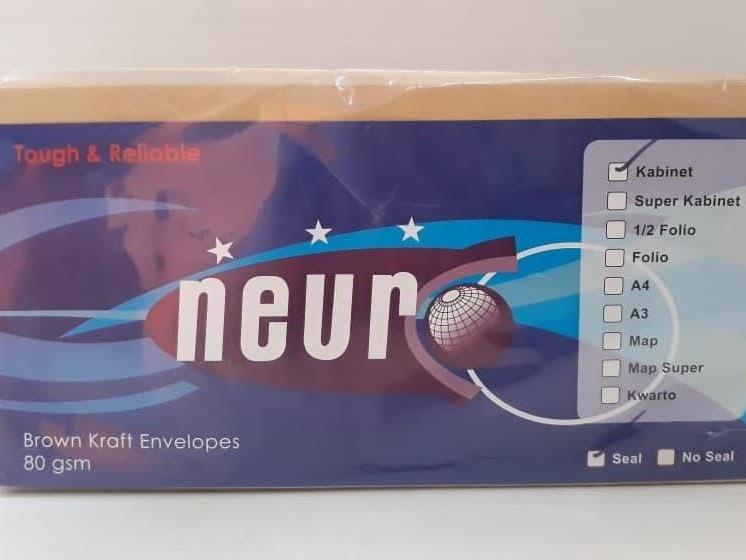 Tough & Reliable
neuro
Kabinet
Super Kabinet
1/2 Folio
Folio
A4
A3
Map
Map Super
Kwarto
Brown Kraft Envelopes
80 gsm
Seal
No Seal